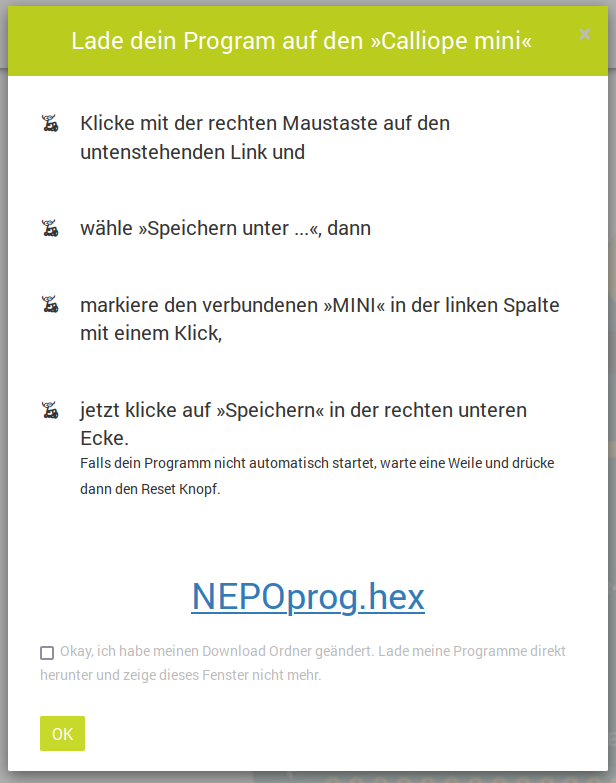 Lade dein Program auf den »Calliope mini«
×
Klicke mit der rechten Maustaste auf den
untenstehenden Link und
wähle »Speichern unter ...«, dann
markiere den verbundenen »MINI« in der linken Spalte
mit einem Klick,
jetzt klicke auf »Speichern« in der rechten unteren
Ecke.
Falls dein Programm nicht automatisch startet, warte eine Weile und drücke
dann den Reset Knopf.
NEPOprog.hex
Okay, ich habe meinen Download Ordner geändert. Lade meine Programme direkt
herunter und zeige dieses Fenster nicht mehr.
OK